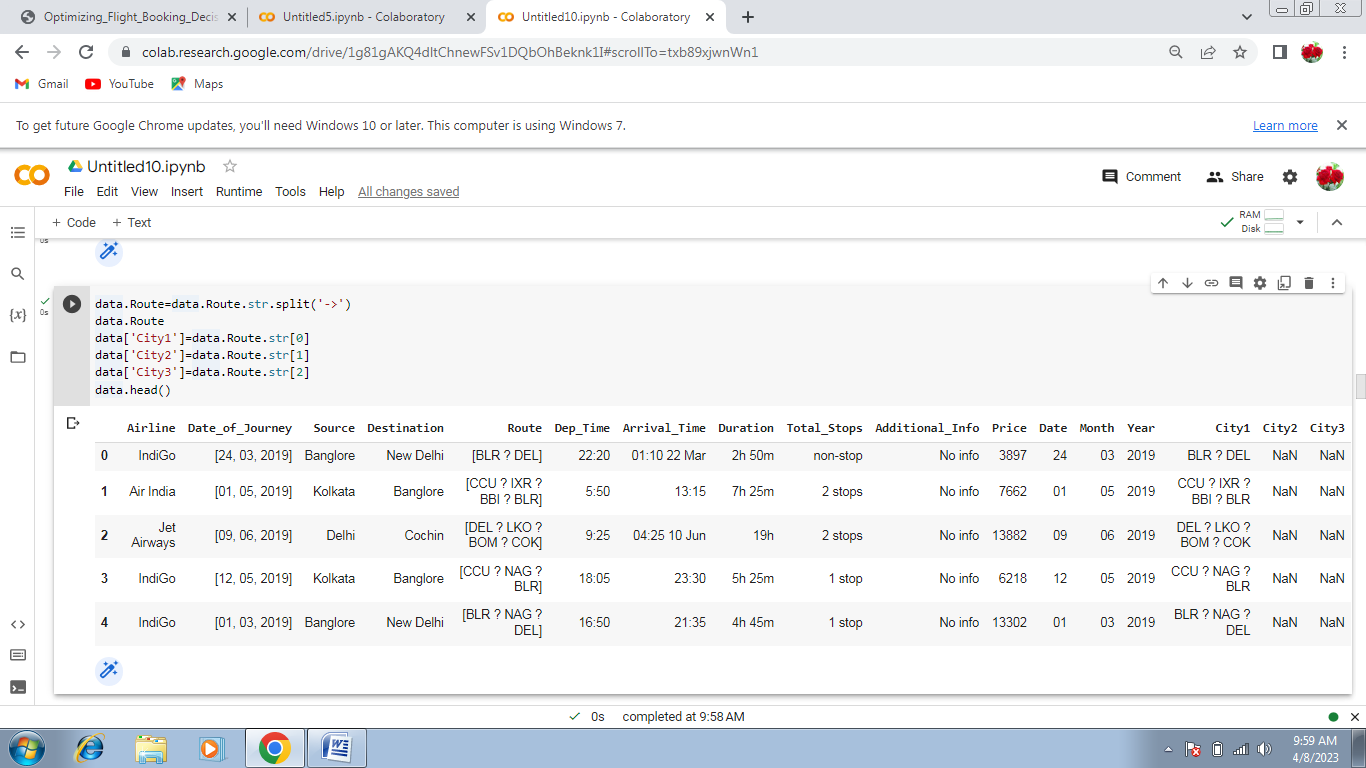 Optimizing_Flight_Booking_Decis
Untitled5.ipynb - Colaboratory
Untitled10.ipynb - Colaboratory
colab.research.google.com/drive/1g81gAKQ4dItChnewFSv1DQbOhBeknk1I#scrollTo=txb89xjwnWn1
Gmail YouTube Maps
To get future Google Chrome updates, you'll need Windows 10 or later. This computer is using Windows 7. Learn more
Untitled10.ipynb
File Edit View Insert Runtime Tools Help All changes saved
Comment Share
+ Code + Text
RAM
Disk
0s
{x}
0s
data.Route=data.Route.str.split('->')
data.Route
data['City1']=data.Route.str[0]
data['City2']=data.Route.str[1]
data['City3']=data.Route.str[2]
data.head()
Airline Date_of_Journey Source Destination Route Dep_Time Arrival_Time Duration Total_Stops Additional_Info Price Date Month Year City1 City2 City3
0 IndiGo [24, 03, 2019] Banglore New Delhi [BLR ? DEL] 22:20 01:10 22 Mar 2h 50m non-stop No info 3897 24 03 2019 BLR ? DEL NaN NaN
1 Air India [01, 05, 2019] Kolkata Banglore [CCU ? IXR ? BBI ? BLR] 5:50 13:15 7h 25m 2 stops No info 7662 01 05 2019 CCU ? IXR ? BBI ? BLR NaN NaN
2 Jet Airways [09, 06, 2019] Delhi Cochin [DEL ? LKO ? BOM ? COK] 9:25 04:25 10 Jun 19h 2 stops No info 13882 09 06 2019 DEL ? LKO ? BOM ? COK NaN NaN
3 IndiGo [12, 05, 2019] Kolkata Banglore [CCU ? NAG ? BLR] 18:05 23:30 5h 25m 1 stop No info 6218 12 05 2019 CCU ? NAG ? BLR NaN NaN
4 IndiGo [01, 03, 2019] Banglore New Delhi [BLR ? NAG ? DEL] 16:50 21:35 4h 45m 1 stop No info 13302 01 03 2019 BLR ? NAG ? DEL NaN NaN
0s completed at 9:58 AM
9:59 AM
4/8/2023